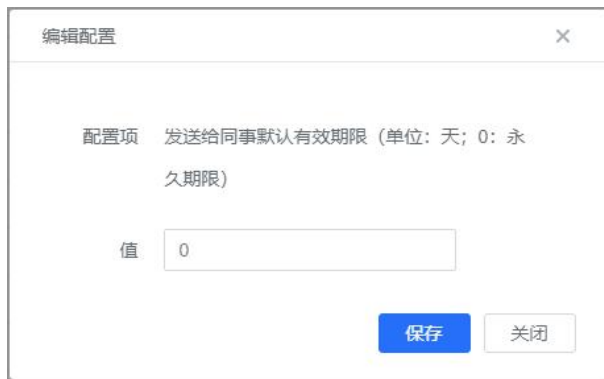 编辑配置
配置项 发送给同事默认有效期限（单位：天；0：永
久期限）
值 0
保存 关闭